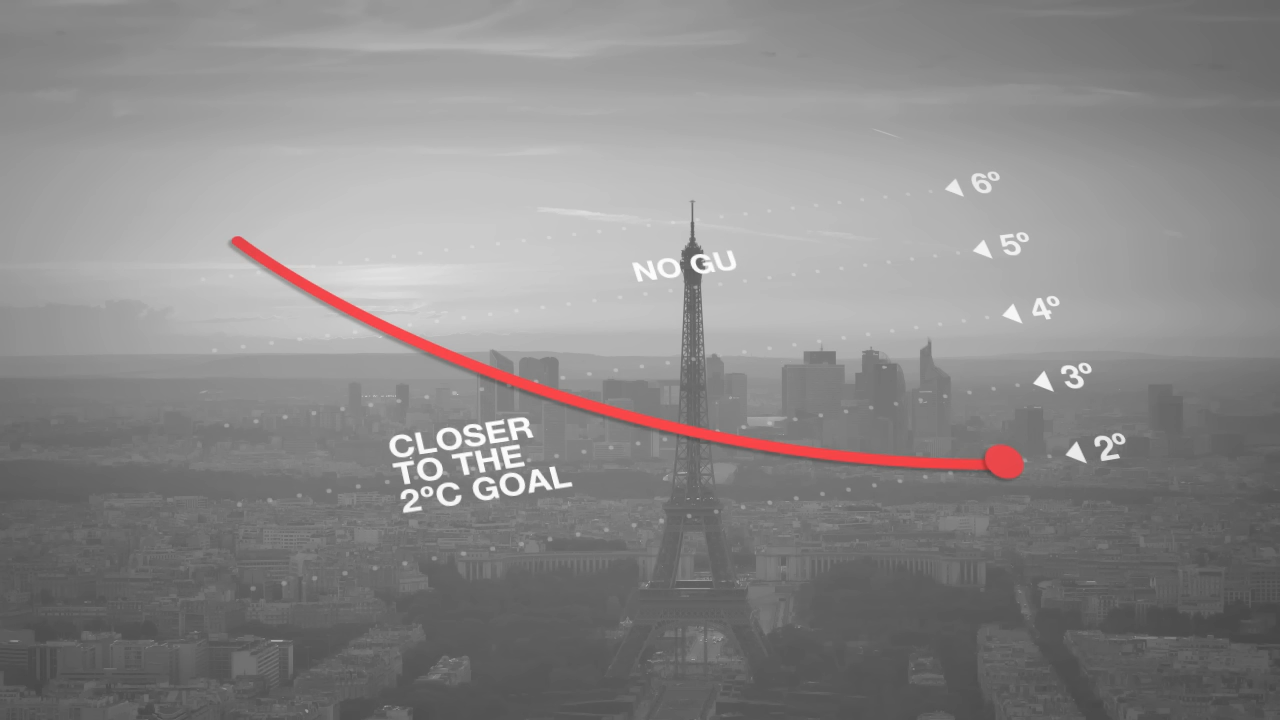 6º
5º
NO GU
4º
3º
CLOSER
TO THE
2ºC GOAL
2º